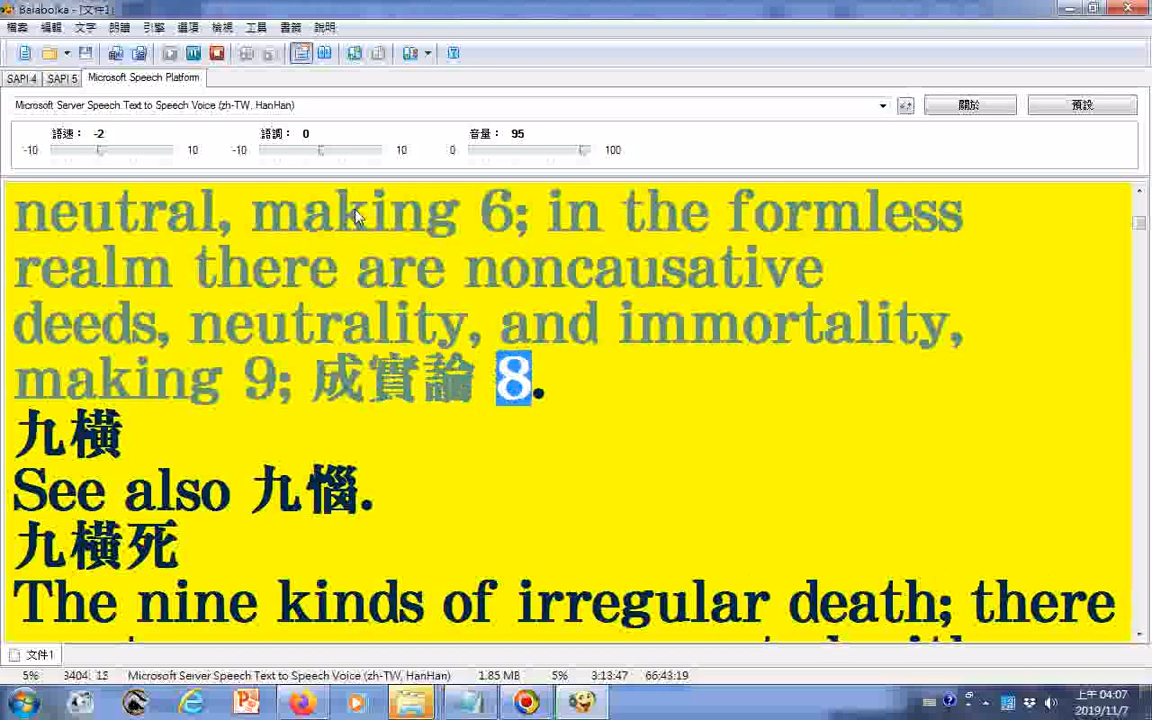 Balabolka - [文件1]
檔案 編輯 文字 朗讀 引擎 選項 檢視 工具 書籤 說明
SAPI 4 SAPI 5 Microsoft Speech Platform
Microsoft Server Speech Text to Speech Voice (zh-TW, HanHan) 關於 預設
語速： -2 語調： 0 音量： 95
-10 10 -10 10 0 100
neutral, making 6; in the formless
realm there are noncausative
deeds, neutrality, and immortality,
making 9; 成實論 8.
九橫
See also 九惱.
九橫死
The nine kinds of irregular death; there
文件1
5% 3404: 15 Microsoft Server Speech Text to Speech Voice (zh-TW, HanHan) 1.85 MB 5% 3:13:47 66:43:19
上午 04:07
2019/11/7